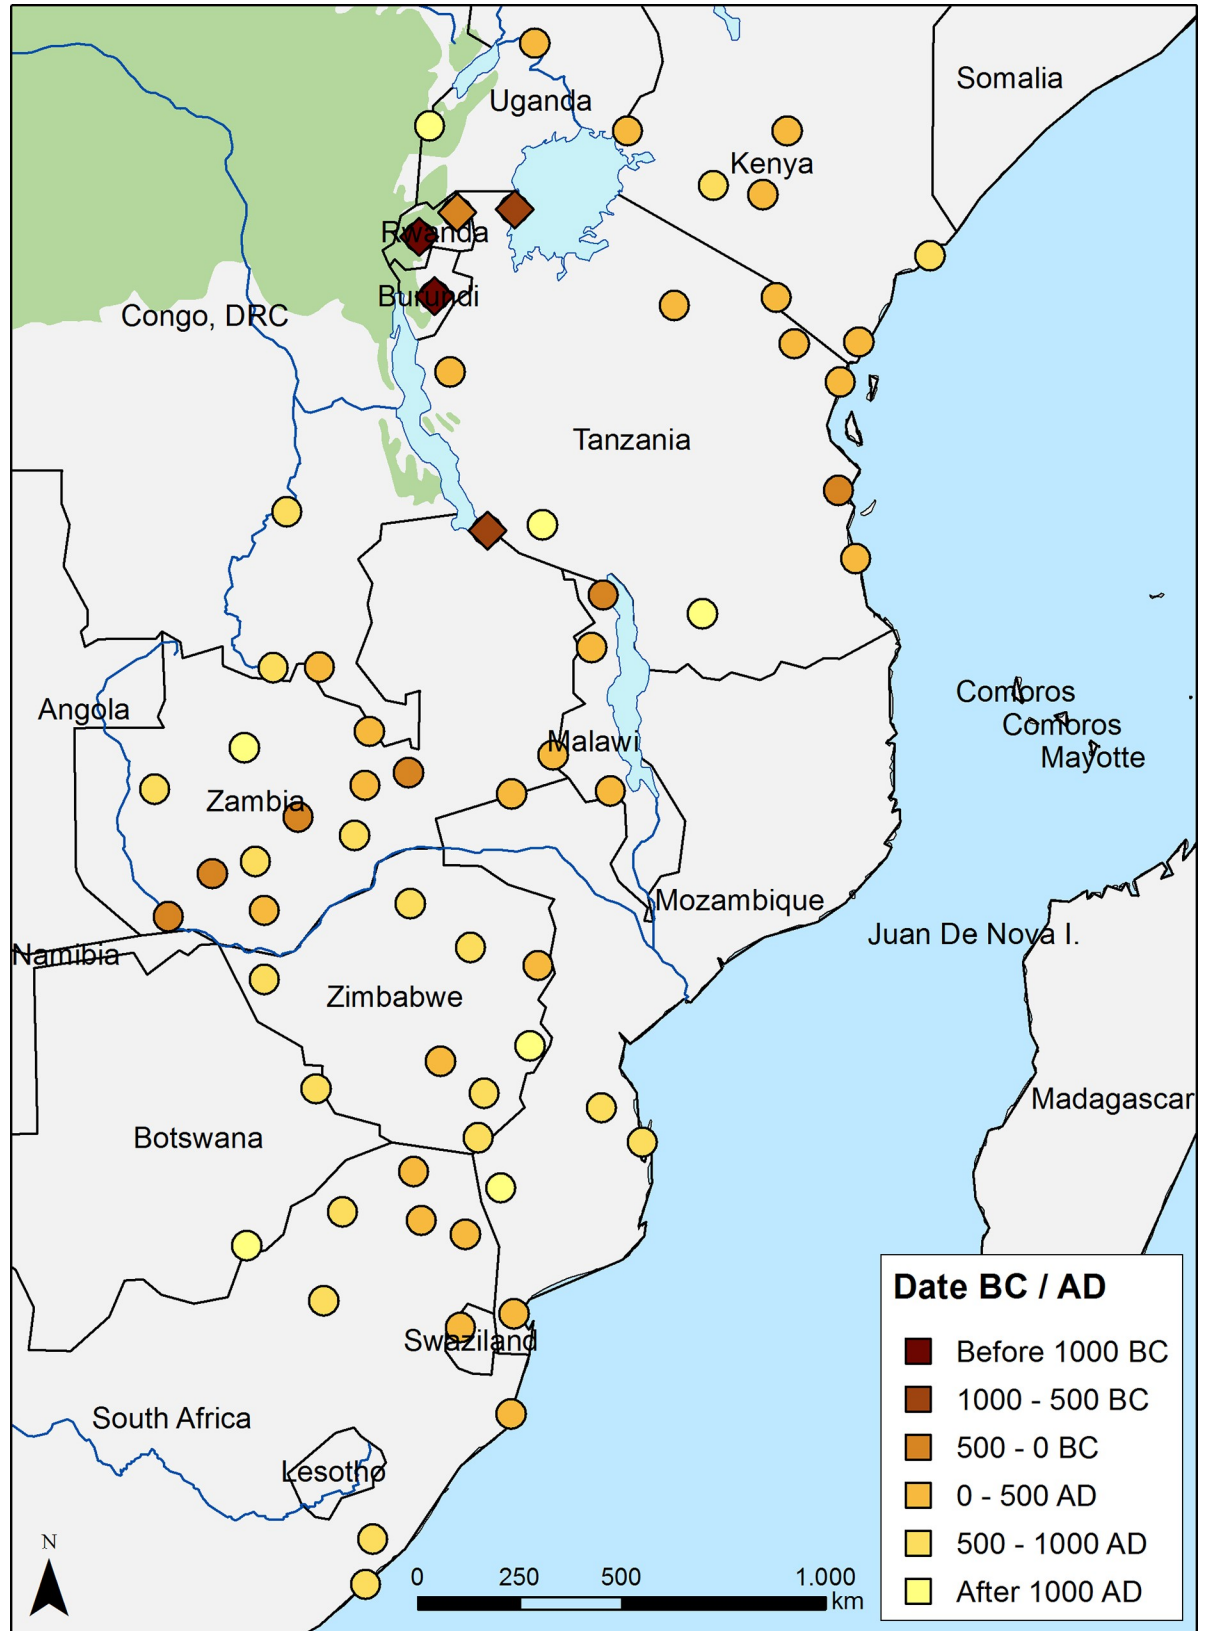 Somalia
Uganda
Kenya
Rwanda
Burundi
Congo, DRC
Tanzania
Comoros
Angola
Comoros
Malawi
Mayotte
Zambia
Mozambique
Juan De Nova I.
Namibia
Zimbabwe
Madagascar
Botswana
Swaziland
South Africa
Lesotho
Date BC / AD
Before 1000 BC
1000 - 500 BC
500 - 0 BC
0 - 500 AD
500 - 1000 AD
After 1000 AD
N
0 250 500 1.000
km